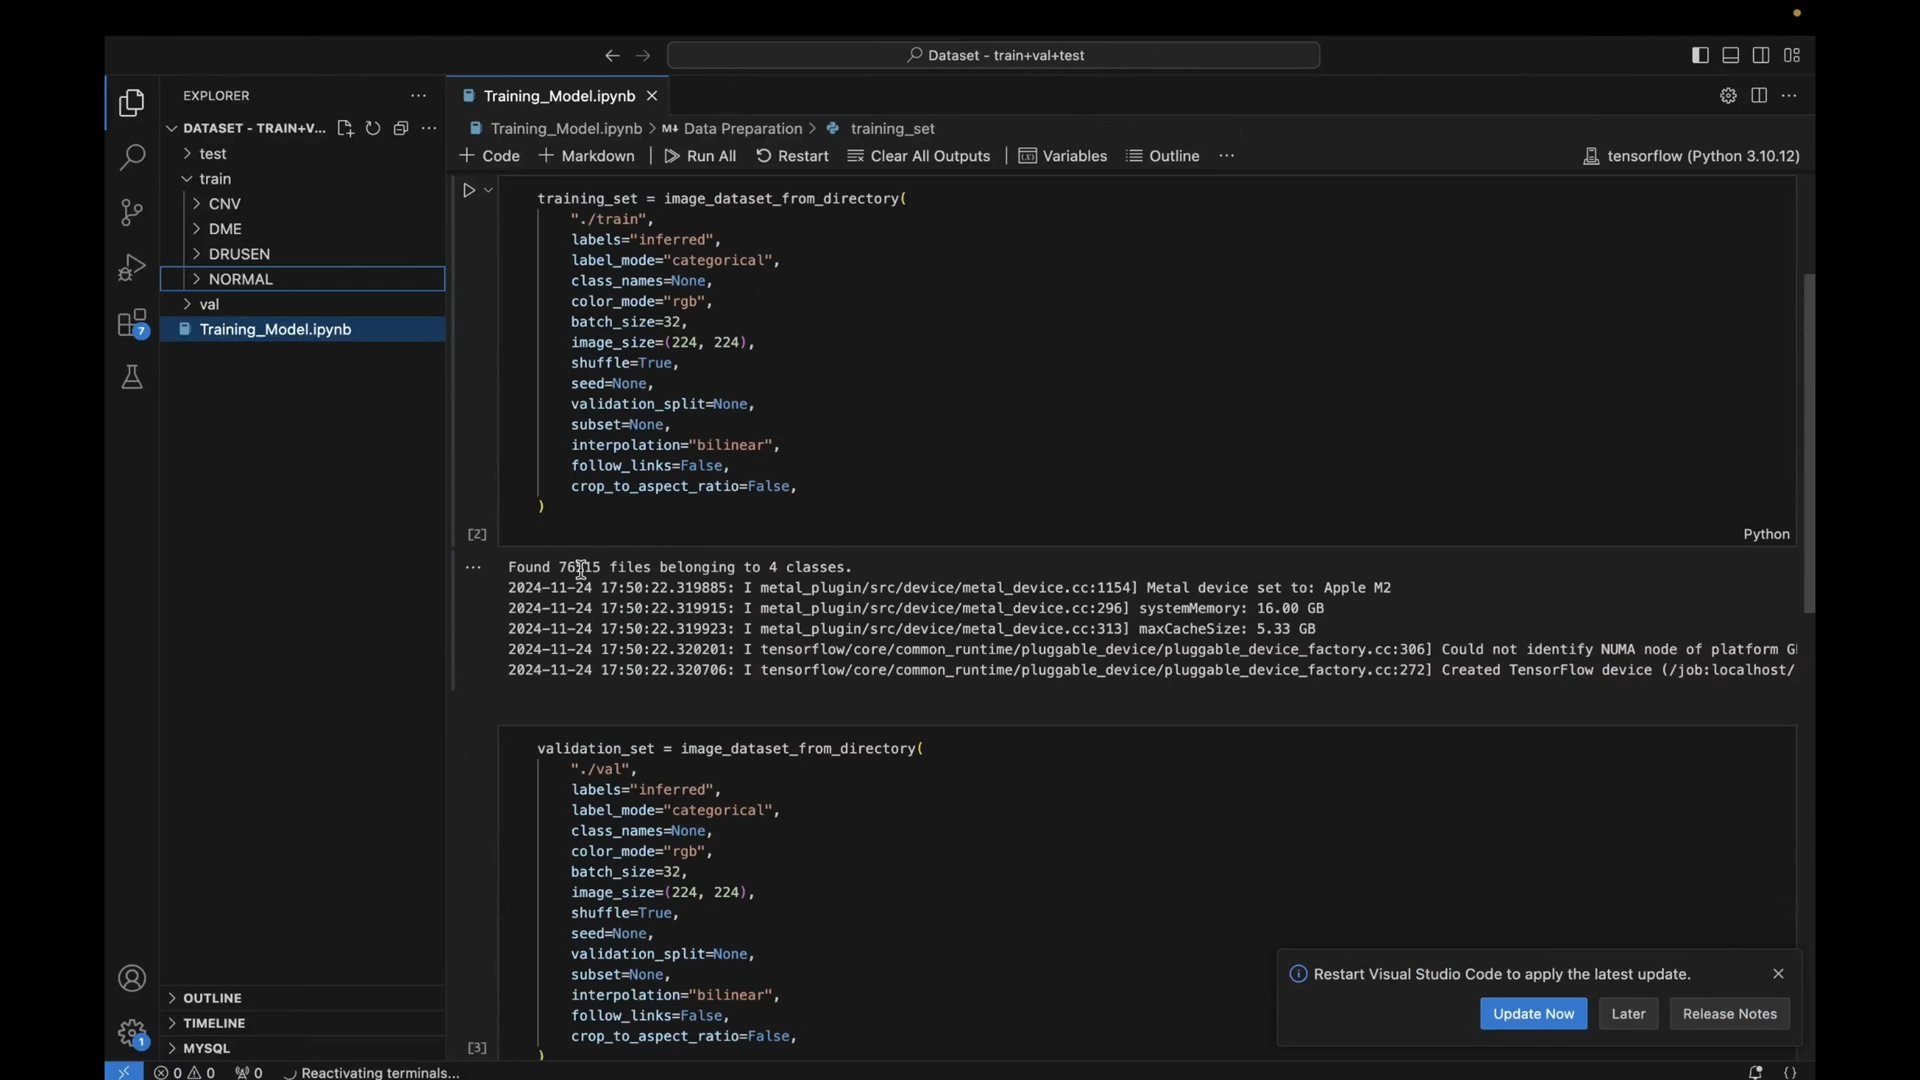 Dataset - train+val+test
EXPLORER
DATASET - TRAIN+V...
test
train
CNV
DME
DRUSEN
NORMAL
val
Training_Model.ipynb
7
OUTLINE
TIMELINE
MYSQL
1
0 0 0 Reactivating terminals...
Training_Model.ipynb
Training_Model.ipynb > M↓ Data Preparation > training_set
+ Code + Markdown Run All Restart Clear All Outputs Variables Outline ... tensorflow (Python 3.10.12)
training_set = image_dataset_from_directory(
"./train",
labels="inferred",
label_mode="categorical",
class_names=None,
color_mode="rgb",
batch_size=32,
image_size=(224, 224),
shuffle=True,
seed=None,
validation_split=None,
subset=None,
interpolation="bilinear",
follow_links=False,
crop_to_aspect_ratio=False,
)
[2]
Python
Found files belonging to 4 classes.
2024-11-24 17:50:22.319885: I metal_plugin/src/device/metal_device.cc:1154] Metal device set to: Apple M2
2024-11-24 17:50:22.319915: I metal_plugin/src/device/metal_device.cc:296] systemMemory: 16.00 GB
2024-11-24 17:50:22.319923: I metal_plugin/src/device/metal_device.cc:313] maxCacheSize: 5.33 GB
2024-11-24 17:50:22.320201: I tensorflow/core/common_runtime/pluggable_device/pluggable_device_factory.cc:306] Could not identify NUMA node of platform
2024-11-24 17:50:22.320706: I tensorflow/core/common_runtime/pluggable_device/pluggable_device_factory.cc:272] Created TensorFlow device (/job:localhost/
validation_set = image_dataset_from_directory(
"./val",
labels="inferred",
label_mode="categorical",
class_names=None,
color_mode="rgb",
batch_size=32,
image_size=(224, 224),
shuffle=True,
seed=None,
validation_split=None,
subset=None,
interpolation="bilinear",
follow_links=False,
crop_to_aspect_ratio=False,
)
[3]
Restart Visual Studio Code to apply the latest update.
Update Now
Later
Release Notes